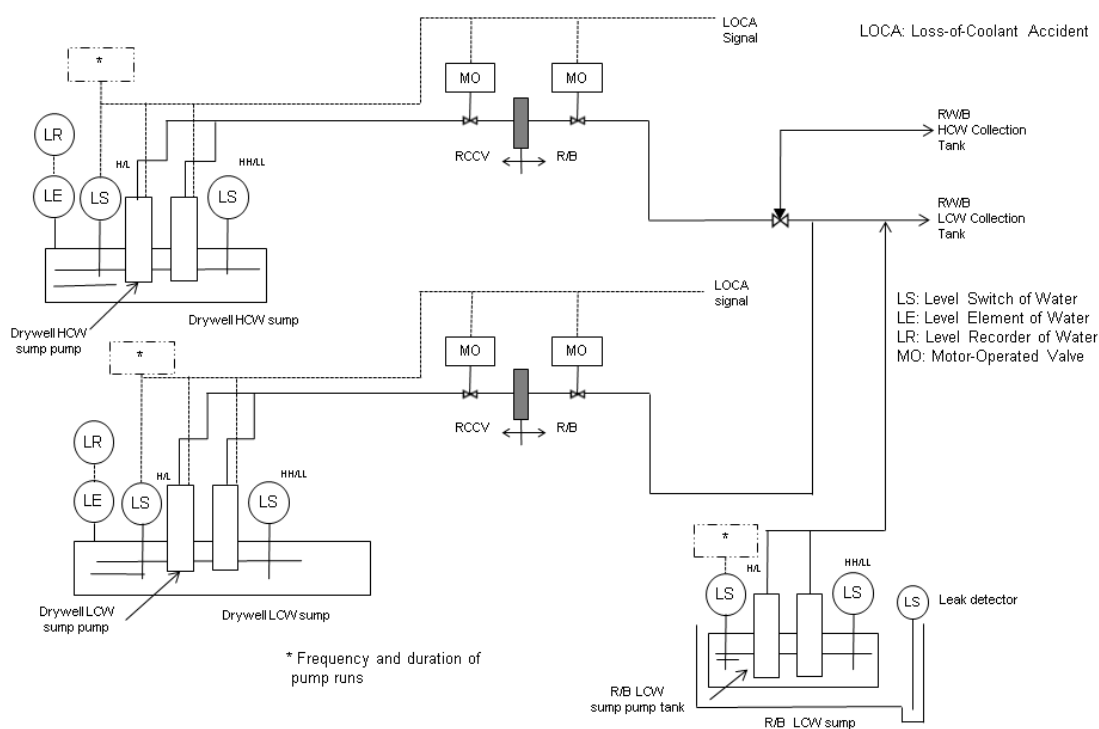 LOCA
Signal
LOCA: Loss-of-Coolant Accident
*
MO
MO
LR
LE
LS
H/L
HH/LL
LS
RCCV
R/B
RW/B
HCW Collection
Tank
RW/B
LCW Collection
Tank
Drywell HCW
sump pump
Drywell HCW sump
LOCA
signal
LS: Level Switch of Water
LE: Level Element of Water
LR: Level Recorder of Water
MO: Motor-Operated Valve
*
MO
MO
RCCV
R/B
LR
LE
LS
H/L
HH/LL
LS
Drywell LCW
sump pump
Drywell LCW sump
* Frequency and duration of
pump runs
*
H/L
HH/LL
LS
LS
LS
Leak detector
R/B LCW
sump pump tank
R/B LCW sump